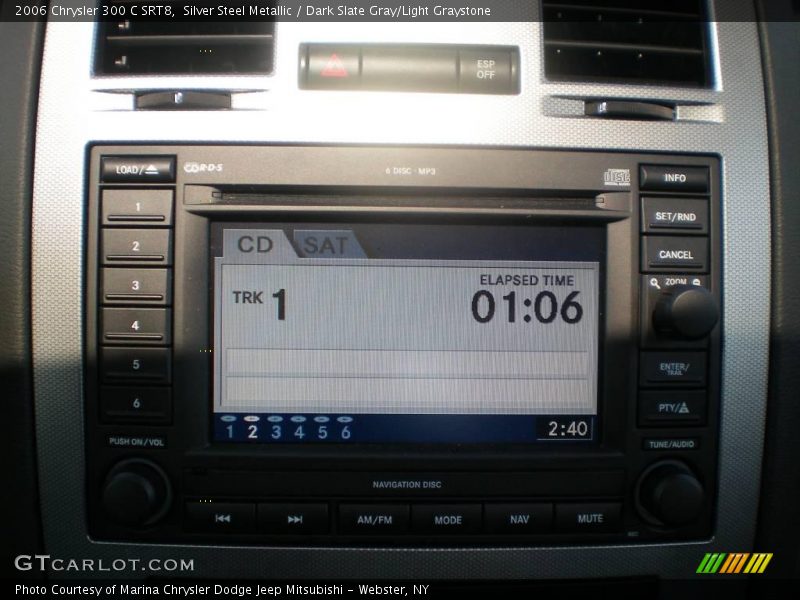 2006 Chrysler 300 C SRT8,  Silver Steel Metallic / Dark Slate Gray/Light Graystone
ESP OFF
LOAD/
R·D·S
6 DISC · MP3
DISC
INFO
1
SET/RND
2
CANCEL
3
ZOOM
4
5
ENTER/
TRAIL
6
PTY/
CD SAT
ELAPSED TIME
TRK 1
01:06
1 2 3 4 5 6
2:40
PUSH ON/VOL
TUNE/AUDIO
NAVIGATION DISC
AM/FM
MODE
NAV
MUTE
GTCARLOT.COM
Photo Courtesy of Marina Chrysler Dodge Jeep Mitsubishi - Webster, NY